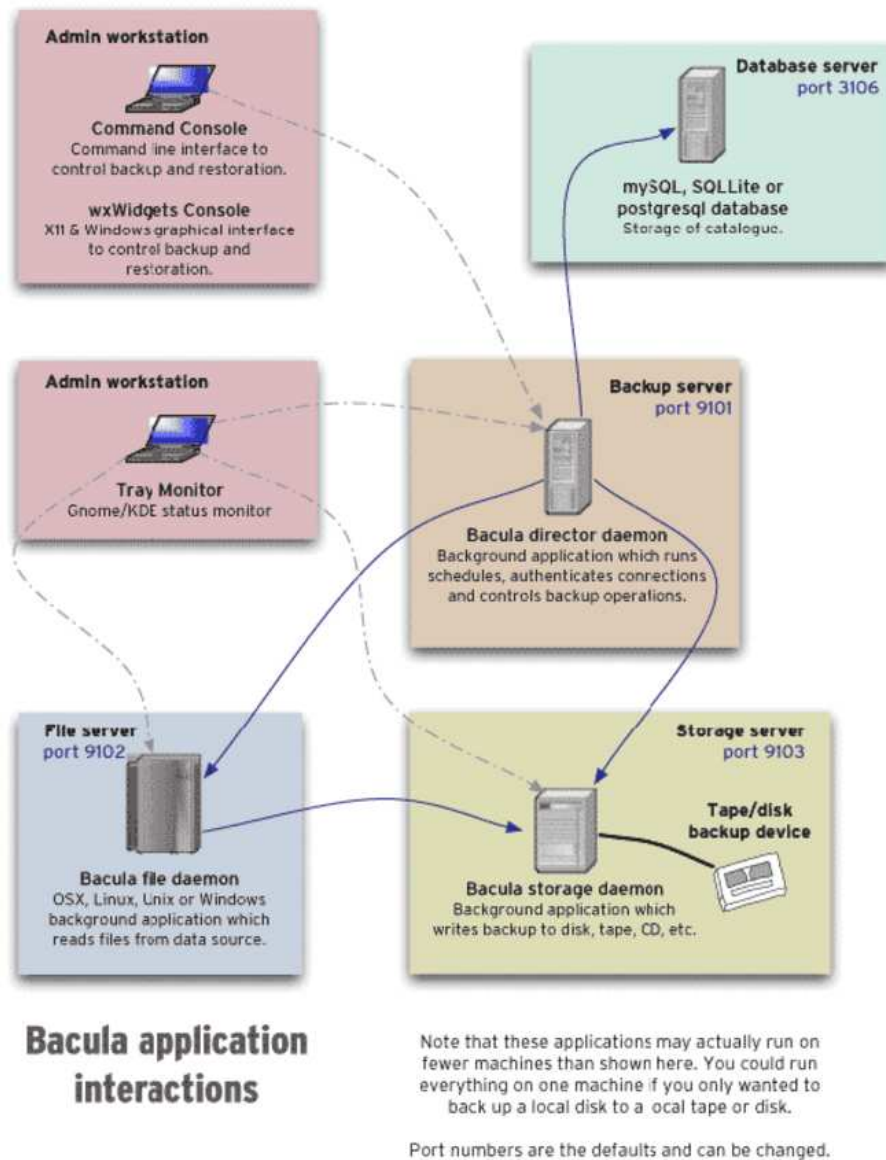 Admin workstation
Command Console
Command line interface to
control backup and restoration.
wxWidgets Console
X11 & Windows graphical interface
to control backup and
restoration.
Database server
port 3106
mySQL, SQLLite or
postgresql database
Storage of catalogue.
Admin workstation
Tray Monitor
Gnome/KDE status monitor
Backup server
port 9101
Bacula director daemon
Background application which runs
schedules, authenticates connections
and controls backup operations.
File server
port 9102
Bacula file daemon
OSX, Linux, Unix or Windows
background application which
reads files from data source.
Storage server
port 9103
Tape/disk
backup device
Bacula storage daemon
Background application which
writes backup to disk, tape, CD, etc.
Bacula application
interactions
Note that these applications may actually run on
fewer machines than shown here. You could run
everything on one machine if you only wanted to
back up a local disk to a local tape or disk.
Port numbers are the defaults and can be changed.